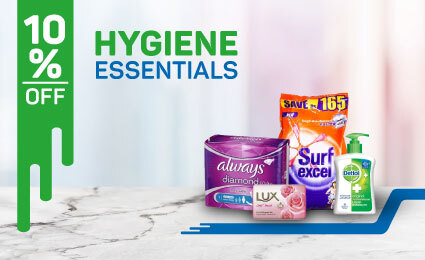 10
%
OFF
HYGIENE
ESSENTIALS
SAVE RS. 165
Surf
excel
always
diamond
LUX
Dettol